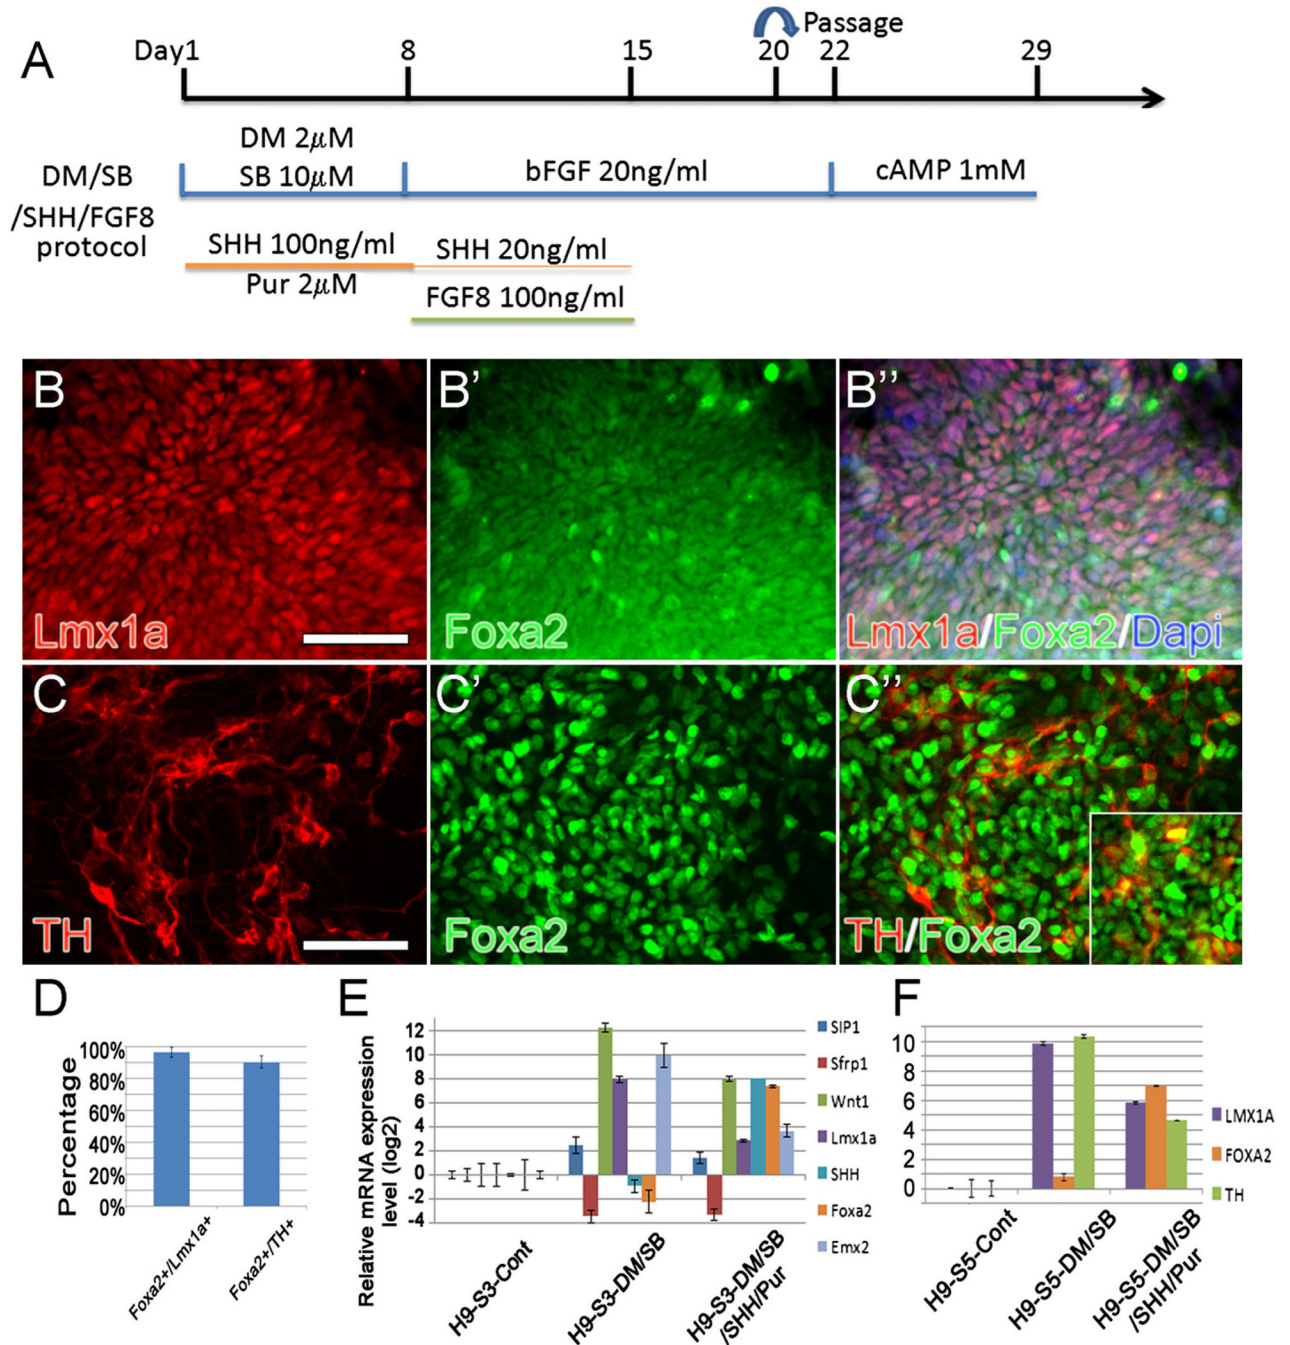 A
Passage
Day1 8 15 20 22 29
DM 2μM
SB 10μM
bFGF 20ng/ml
cAMP 1mM
DM/SB
/SHH/FGF8
protocol
SHH 100ng/ml
Pur 2μM
SHH 20ng/ml
FGF8 100ng/ml
B
Lmx1a
B'
Foxa2
B''
Lmx1a/Foxa2/Dapi
C
TH
C'
Foxa2
C''
TH/Foxa2
D
Percentage
100%
80%
60%
40%
20%
0%
Foxa2+/Lmx1a+
Foxa2+/TH+
E
Relative mRNA expression
level (log2)
12
10
8
6
4
2
0
-2
-4
H9-S3-Cont
H9-S3-DM/SB
H9-S3-DM/SB
/SHH/Pur
SIP1
Sfrp1
Wnt1
Lmx1a
SHH
Foxa2
Emx2
F
10
8
6
4
2
0
H9-S5-Cont
H9-S5-DM/SB
H9-S5-DM/SB
/SHH/Pur
LMX1A
FOXA2
TH